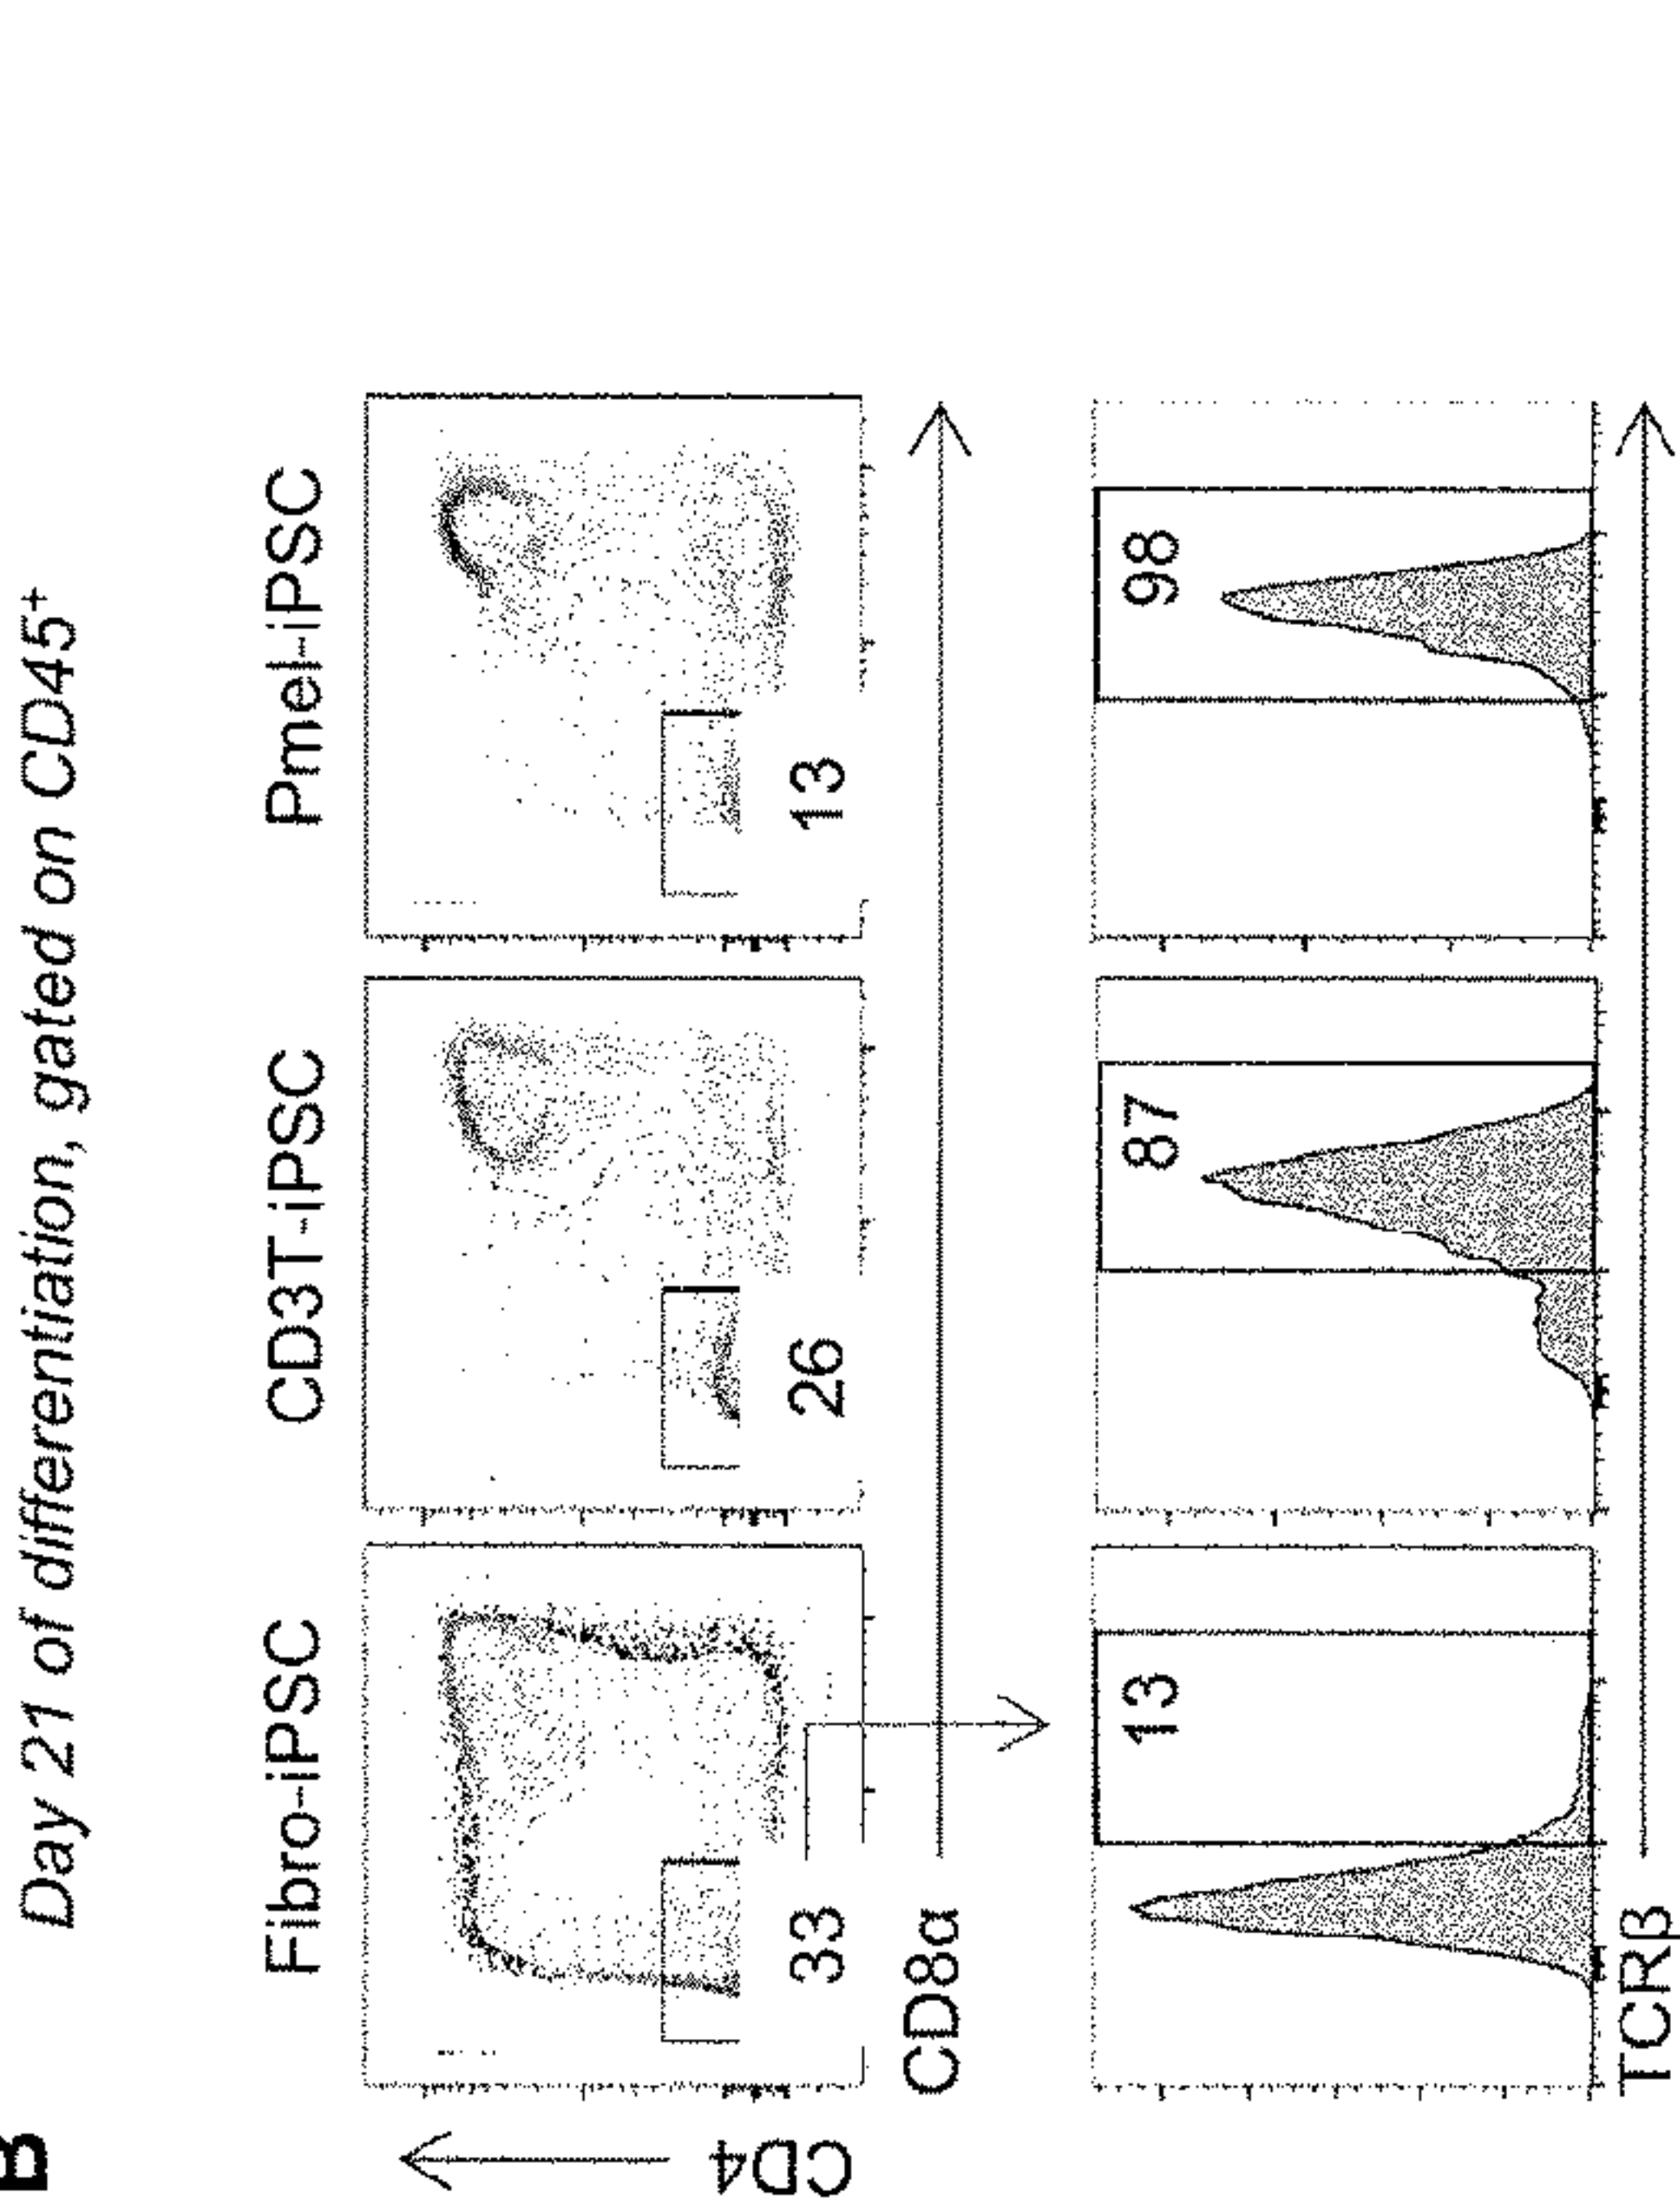 B
Day 21 of differentiation, gated on CD45⁺
Fibro-iPSC
CD3T-iPSC
Pmel-iPSC
CD4
33
26
13
CD8α
13
87
98
TCRβ